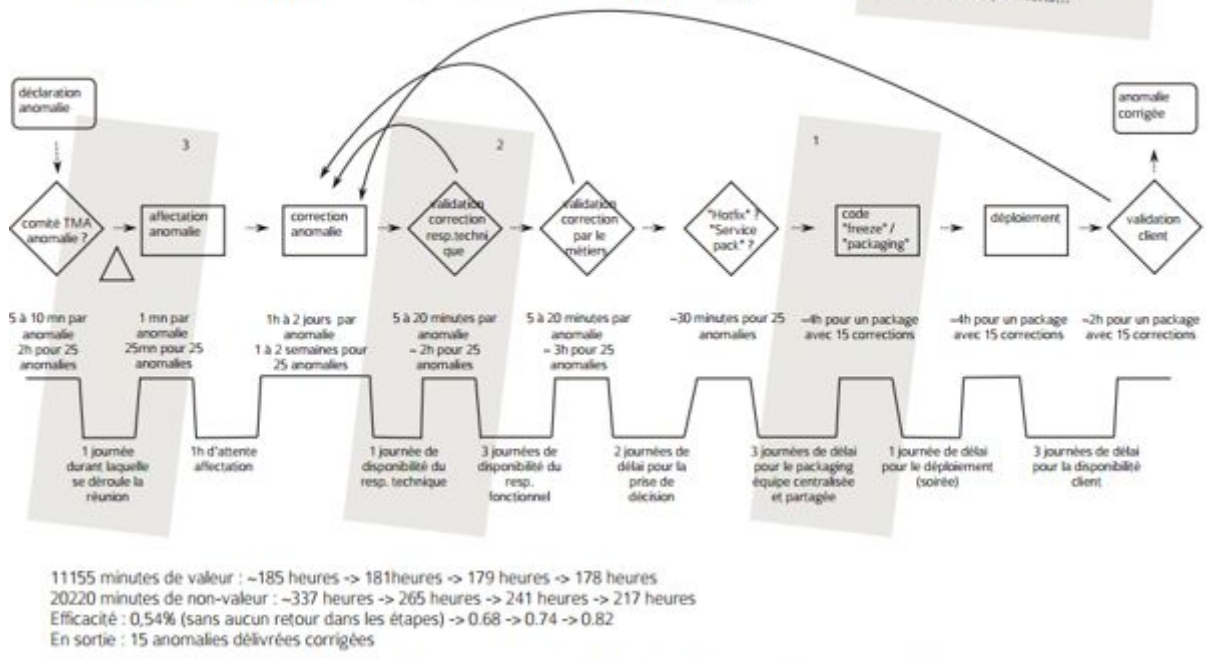 déclaration
anomalie
anomalie
corrigée
3
2
1
comité TMA
anomalie ?
affectation
anomalie
correction
anomalie
validation
correction
resp.techni
que
validation
correction
par le
métiers
"Hotfix" ?
"Service
pack" ?
code
"freeze" /
"packaging"
déploiement
validation
client
5 à 10 mn par
anomalie
2h pour 25
anomalies
1 mn par
anomalie
25mn pour 25
anomalies
1h à 2 jours par
anomalie
1 à 2 semaines pour
25 anomalies
5 à 20 minutes par
anomalie
~ 2h pour 25
anomalies
5 à 20 minutes par
anomalie
~ 3h pour 25
anomalies
~30 minutes pour 25
anomalies
~4h pour un package
avec 15 corrections
~4h pour un package
avec 15 corrections
~2h pour un package
avec 15 corrections
1 journée
durant laquelle
se déroule la
réunion
1h d'attente
affectation
1 journée de
disponibilité du
resp. technique
3 journées de
disponibilité du
resp.
fonctionnel
2 journées de
délai pour la
prise de
décision
3 journées de délai
pour le packaging
équipe centralisée
et partagée
1 journée de délai
pour le déploiement
(soirée)
3 journées de délai
pour la disponibilité
client
11155 minutes de valeur : ~185 heures -> 181heures -> 179 heures -> 178 heures
20220 minutes de non-valeur : ~337 heures -> 265 heures -> 241 heures -> 217 heures
Efficacité : 0,54% (sans aucun retour dans les étapes) -> 0.68 -> 0.74 -> 0.82
En sortie : 15 anomalies délivrées corrigées